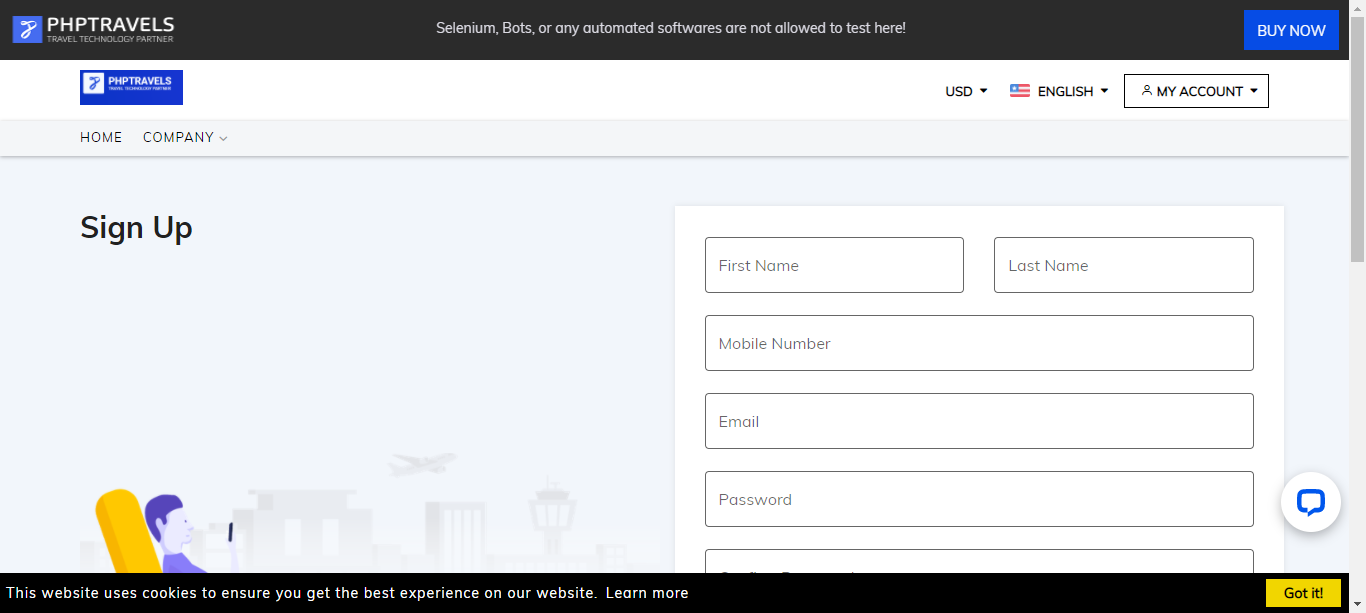 PHPTRAVELS
TRAVEL TECHNOLOGY PARTNER
Selenium, Bots, or any automated softwares are not allowed to test here!
BUY NOW
PHPTRAVELS
TRAVEL TECHNOLOGY PARTNER
USD
ENGLISH
MY ACCOUNT
HOME
COMPANY
Sign Up
First Name
Last Name
Mobile Number
Email
Password
This website uses cookies to ensure you get the best experience on our website. Learn more
Got it!